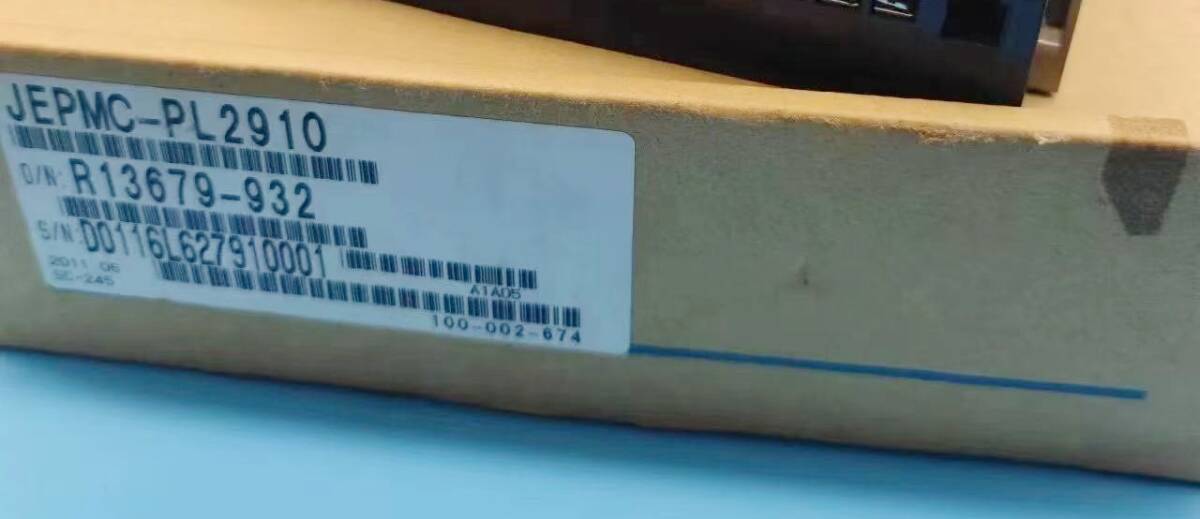 JEPMC-PL2910
O/N: R13679-932
S/N: D0116L627910001
2011 06
SC-245
A1A05
100-002-674